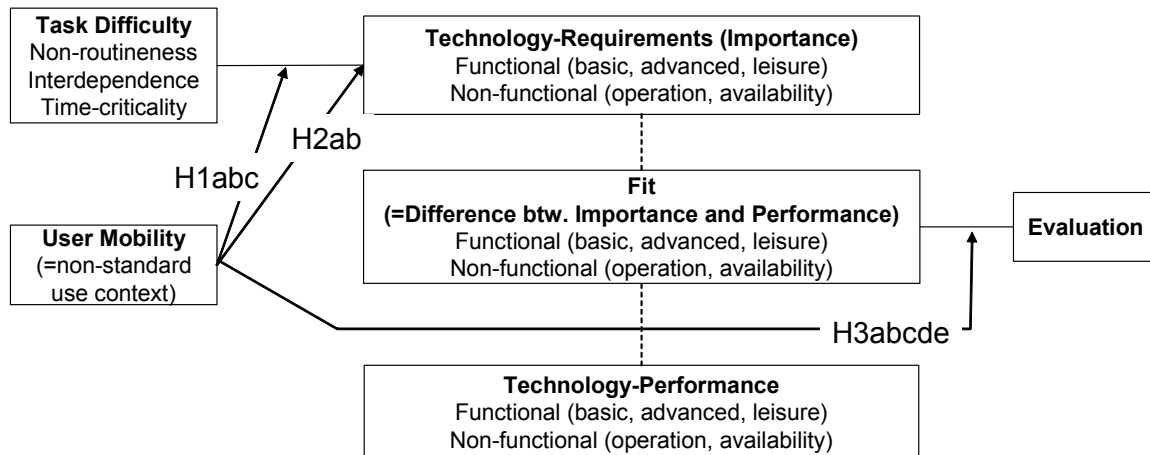 Task Difficulty
Non-routineness
Interdependence
Time-criticality
Technology-Requirements (Importance)
Functional (basic, advanced, leisure)
Non-functional (operation, availability)
H2ab
H1abc
User Mobility
(=non-standard
use context)
Fit
(=Difference btw. Importance and Performance)
Functional (basic, advanced, leisure)
Non-functional (operation, availability)
Evaluation
H3abcde
Technology-Performance
Functional (basic, advanced, leisure)
Non-functional (operation, availability)